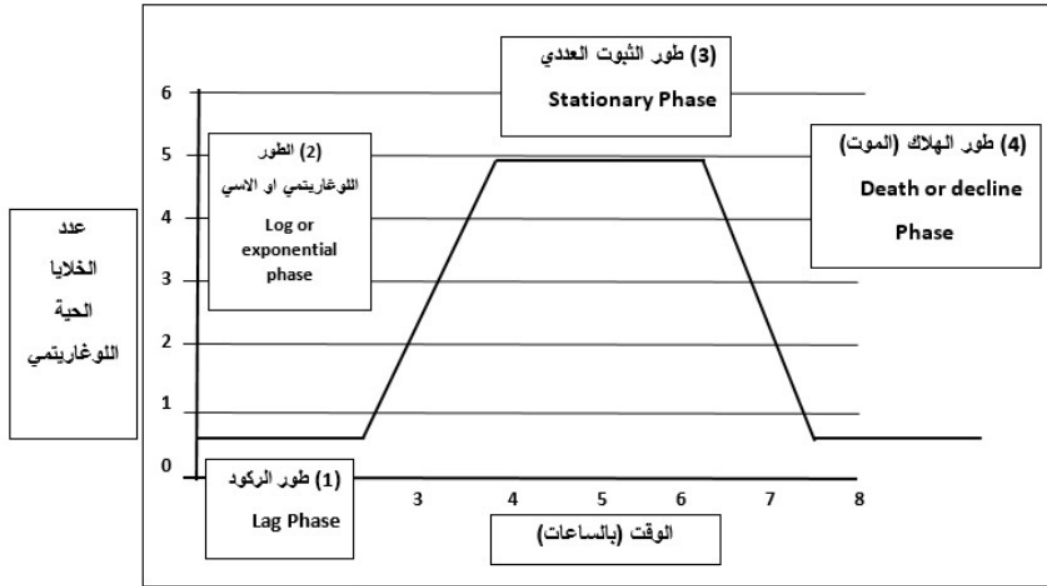 (3) طور الثبوت العددي
Stationary Phase
6
5
4
3
2
1
0
(2) الطور
اللوغاريتمي او الاسي
Log or
exponential
phase
(4) طور الهلاك (الموت)
Death or decline
Phase
عدد
الخلايا
الحية
اللوغاريتمي
(1) طور الركود
Lag Phase
3 4 5 6 7 8
الوقت (بالساعات)